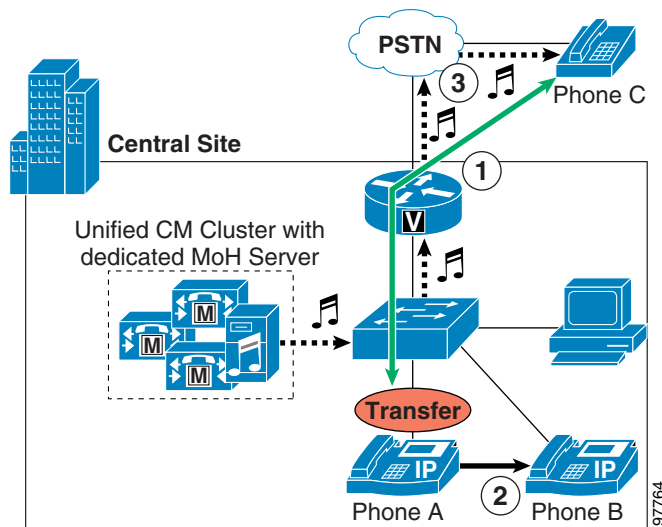 PSTN
3
Phone C
Central Site
1
V
Unified CM Cluster with
dedicated MoH Server
M
M
M
Transfer
IP
IP
2
Phone A
Phone B